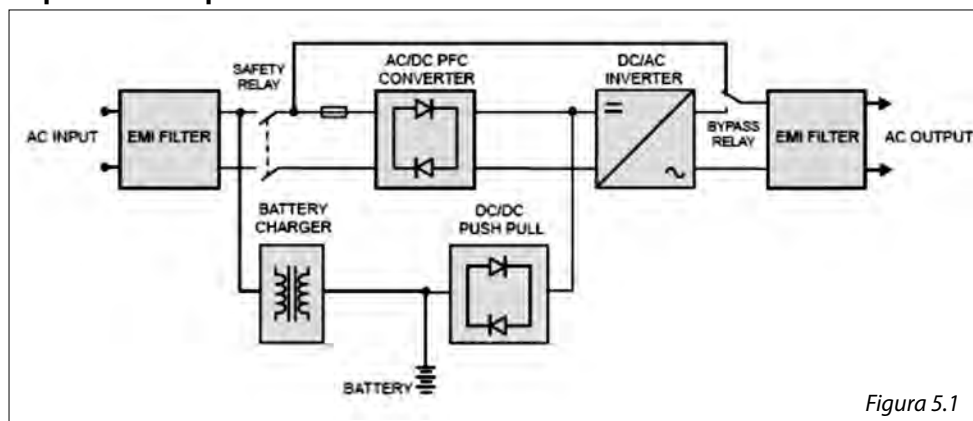 SAFETY
RELAY
AC/DC PFC
CONVERTER
DC/AC
INVERTER
AC INPUT
EMI FILTER
BYPASS
RELAY
EMI FILTER
AC OUTPUT
BATTERY
CHARGER
DC/DC
PUSH PULL
BATTERY
Figura 5.1